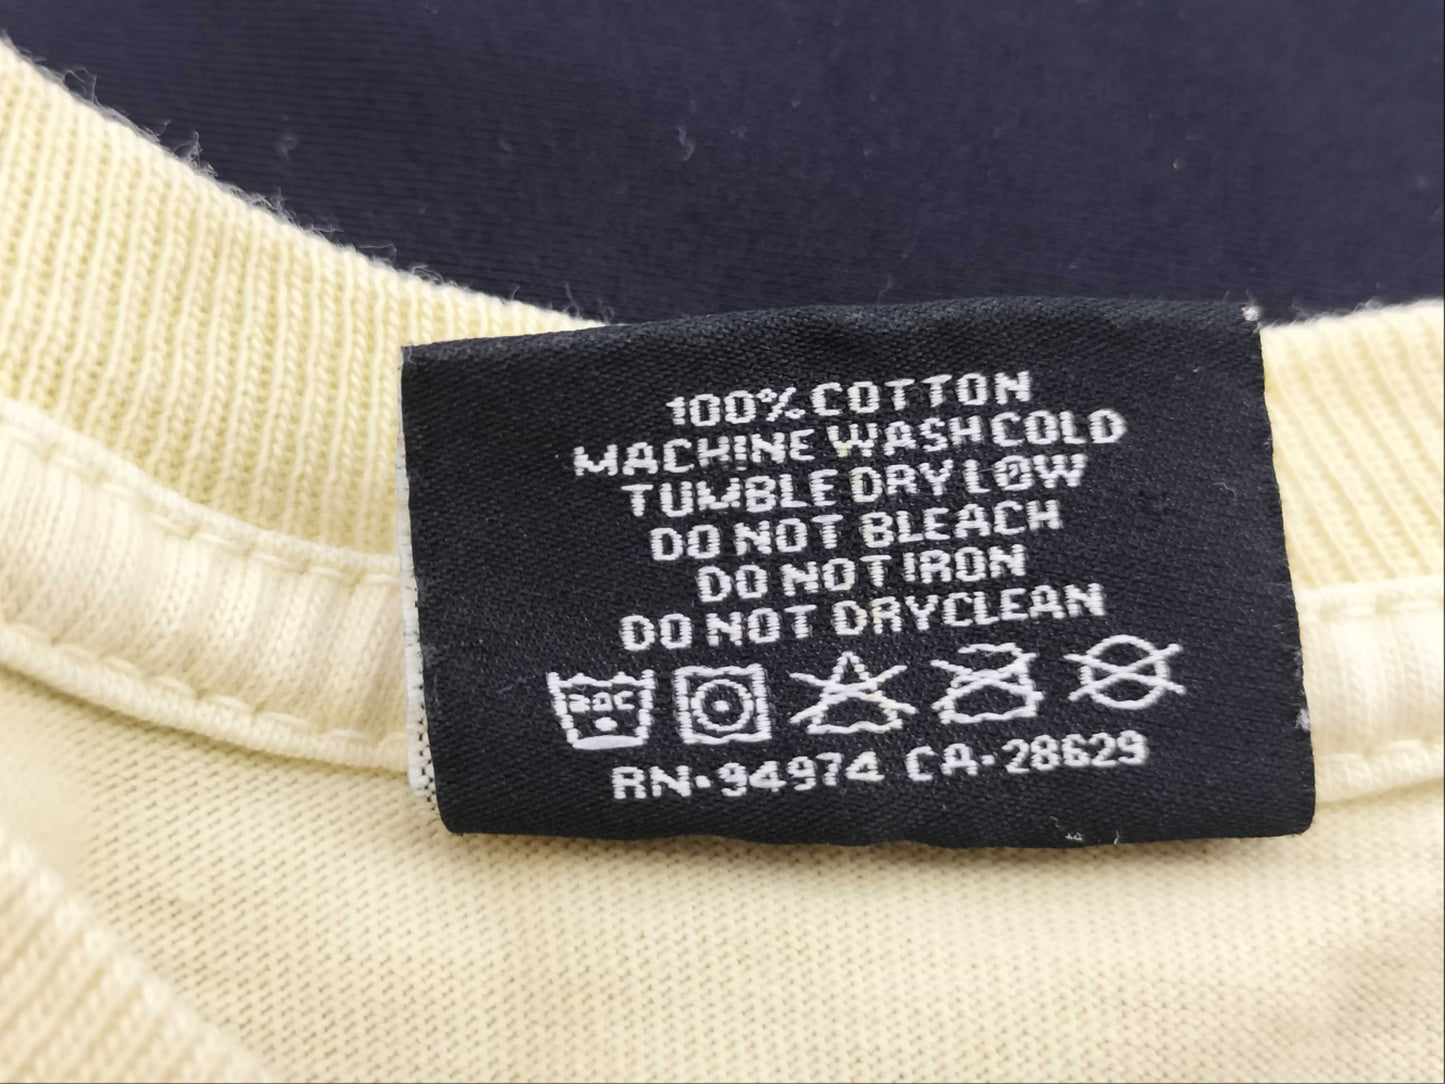 100% COTTON
MACHINE WASH COLD
TUMBLE DRY LOW
DO NOT BLEACH
DO NOT IRON
DO NOT DRYCLEAN
RN-94974 CA-28629